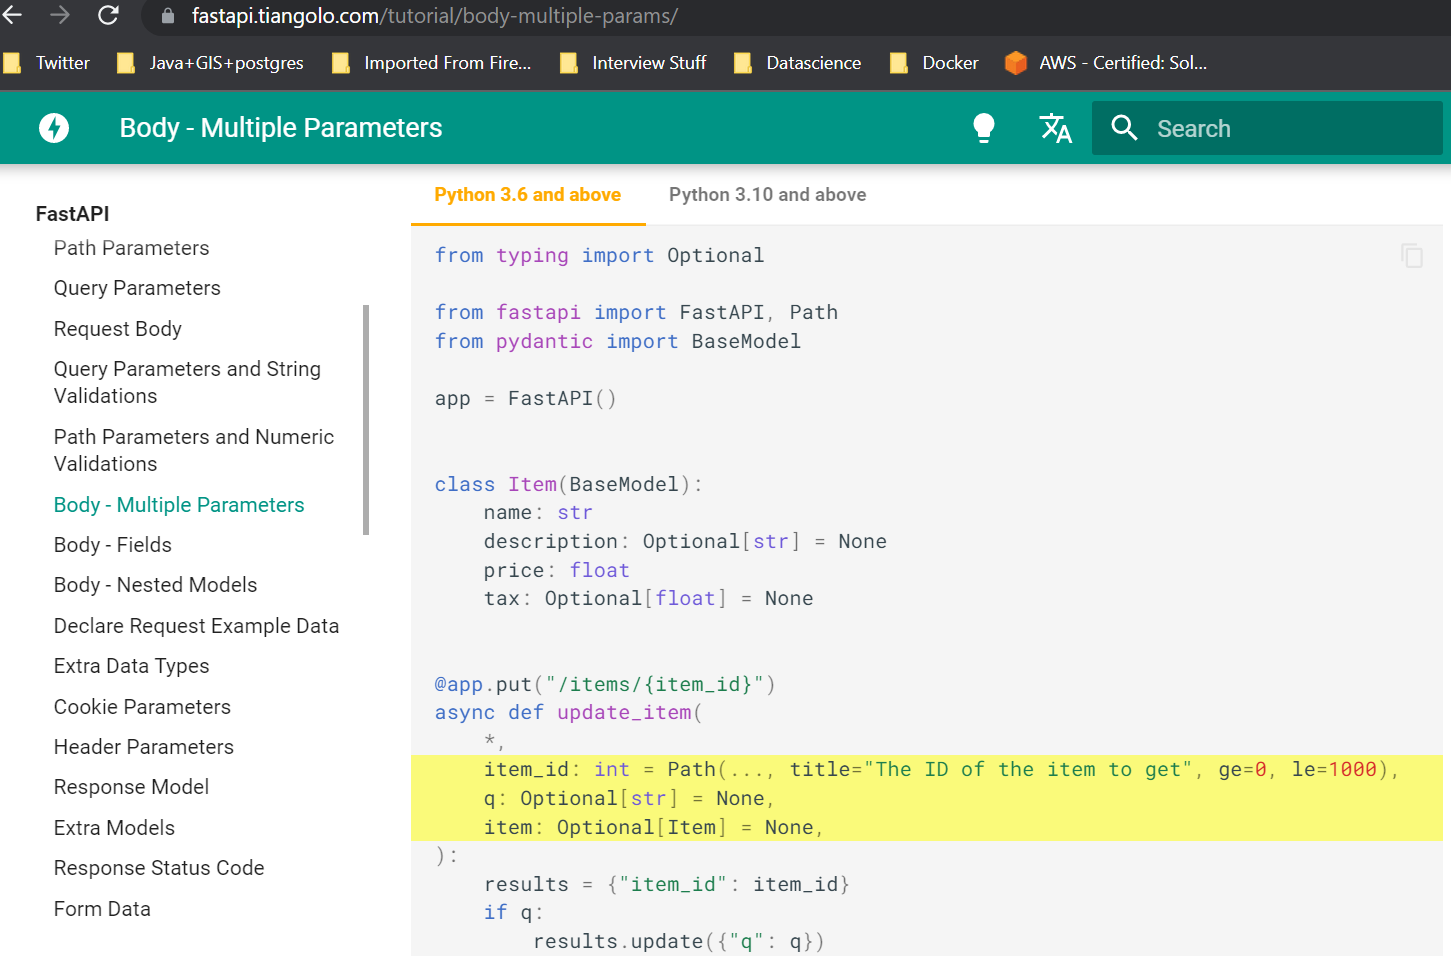 fastapi.tiangolo.com/tutorial/body-multiple-params/
Twitter Java+GIS+postgres Imported From Fire... Interview Stuff Datascience Docker AWS - Certified: Sol...
Body - Multiple Parameters Search
FastAPI
Path Parameters
Query Parameters
Request Body
Query Parameters and String
Validations
Path Parameters and Numeric
Validations
Body - Multiple Parameters
Body - Fields
Body - Nested Models
Declare Request Example Data
Extra Data Types
Cookie Parameters
Header Parameters
Response Model
Extra Models
Response Status Code
Form Data
Python 3.6 and above Python 3.10 and above
from typing import Optional
from fastapi import FastAPI, Path
from pydantic import BaseModel
app = FastAPI()
class Item(BaseModel):
    name: str
    description: Optional[str] = None
    price: float
    tax: Optional[float] = None
@app.put("/items/{item_id}")
async def update_item(
    *,
    item_id: int = Path(..., title="The ID of the item to get", ge=0, le=1000),
    q: Optional[str] = None,
    item: Optional[Item] = None,
):
    results = {"item_id": item_id}
    if q:
        results.update({"q": q})